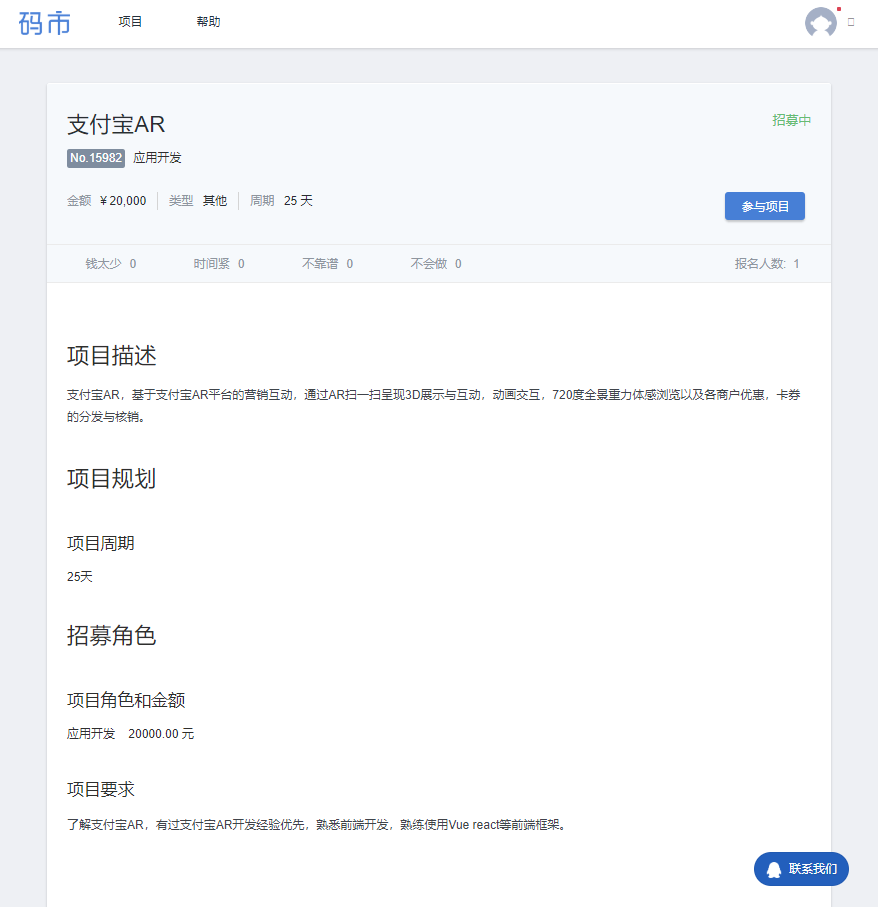 码市 项目 帮助
支付宝AR 招募中
No.15982 应用开发
金额 ¥20,000 类型 其他 周期 25 天 参与项目
钱太少 0 时间紧 0 不靠谱 0 不会做 0 报名人数: 1
项目描述
支付宝AR，基于支付宝AR平台的营销互动，通过AR扫一扫呈现3D展示与互动，动画交互，720度全景重力体感浏览以及各商户优惠，卡券
的分发与核销。
项目规划
项目周期
25天
招募角色
项目角色和金额
应用开发 20000.00 元
项目要求
了解支付宝AR，有过支付宝AR开发经验优先，熟悉前端开发，熟练使用Vue react等前端框架。
联系我们